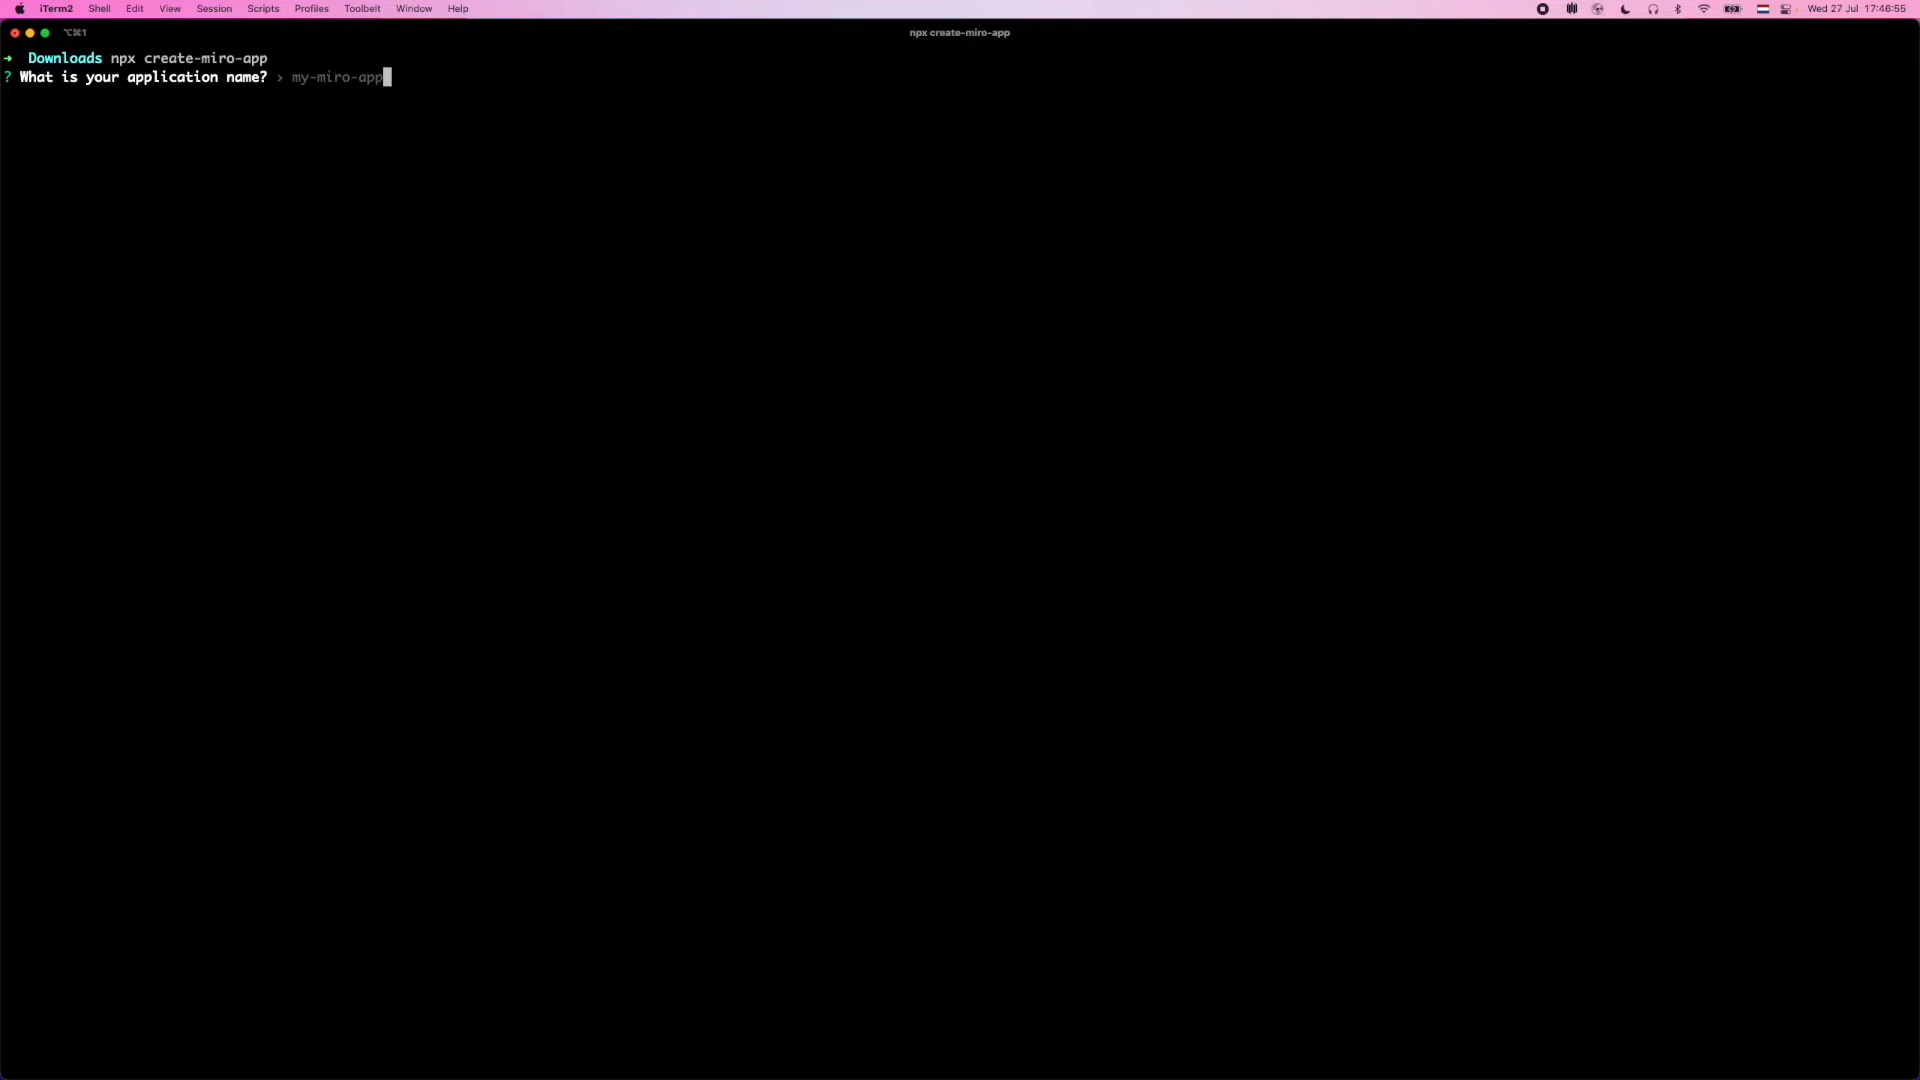 iTerm2 Shell Edit View Session Scripts Profiles Toolbelt Window Help Wed 27 Jul 17:46:55
⌥⌘1 npx create-miro-app
➜ Downloads npx create-miro-app
? What is your application name? › my-miro-app